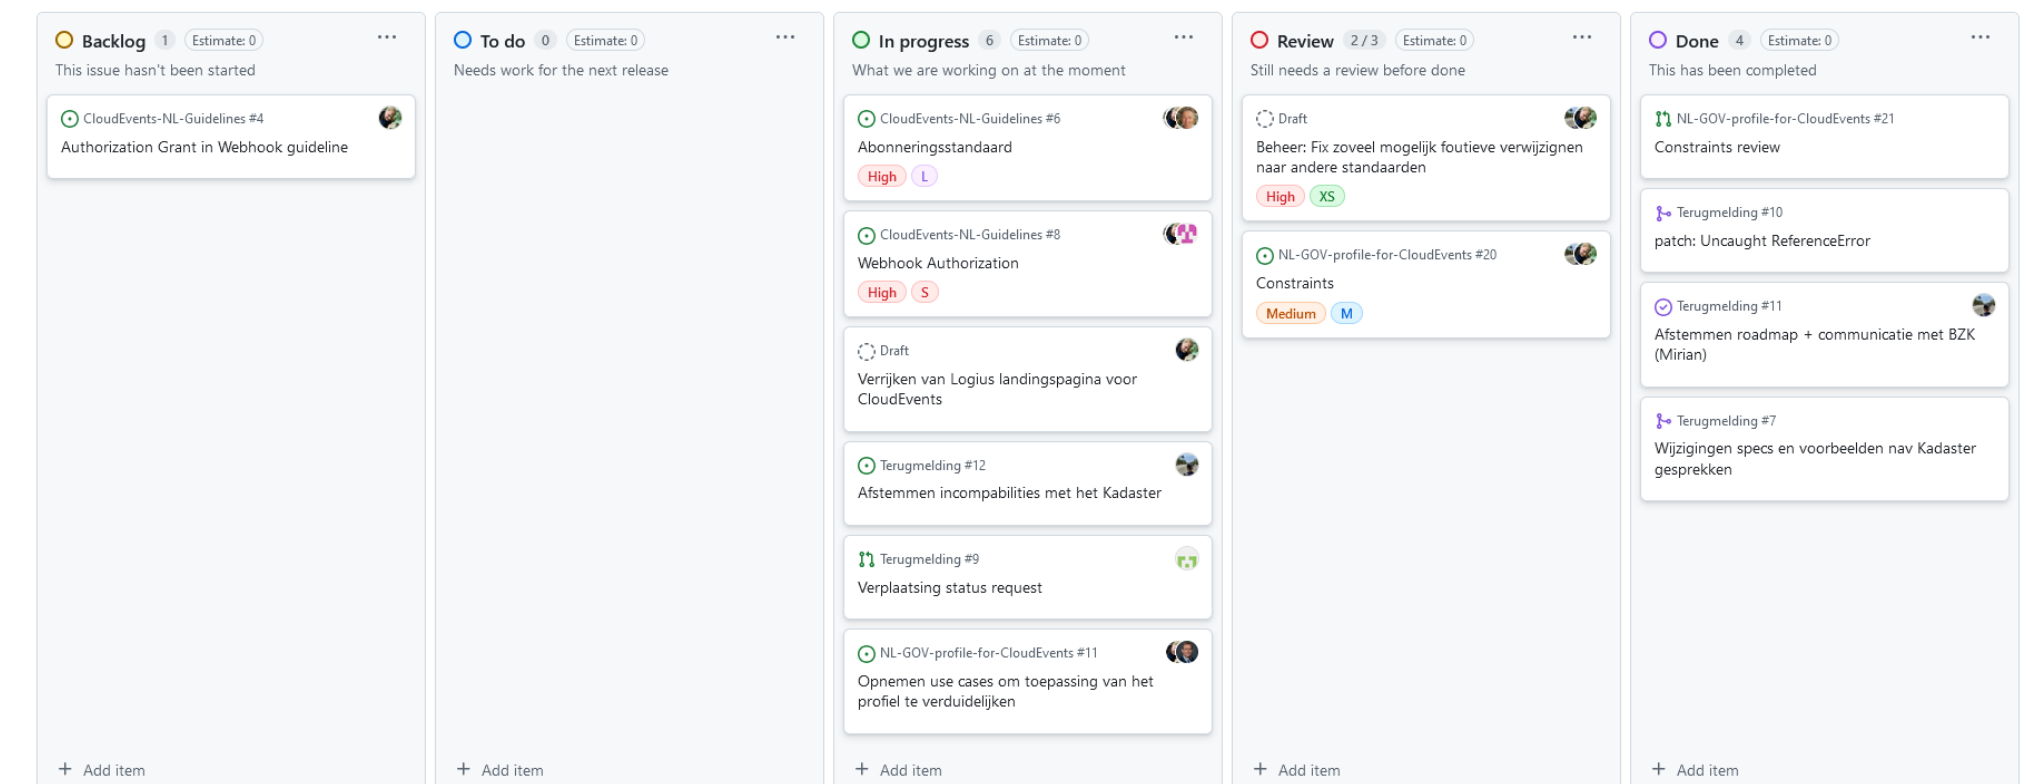 Backlog 1 Estimate: 0 ...
This issue hasn't been started
CloudEvents-NL-Guidelines #4
Authorization Grant in Webhook guideline
+ Add item
To do 0 Estimate: 0 ...
Needs work for the next release
+ Add item
In progress 6 Estimate: 0 ...
What we are working on at the moment
CloudEvents-NL-Guidelines #6
Abonneringsstandaard
High L
CloudEvents-NL-Guidelines #8
Webhook Authorization
High S
Draft
Verrijken van Logius landingspagina voor
CloudEvents
Terugmelding #12
Afstemmen incompabilities met het Kadaster
Terugmelding #9
Verplaatsing status request
NL-GOV-profile-for-CloudEvents #11
Opnemen use cases om toepassing van het
profiel te verduidelijken
+ Add item
Review 2 / 3 Estimate: 0 ...
Still needs a review before done
Draft
Beheer: Fix zoveel mogelijk foutieve verwijzignen
naar andere standaarden
High XS
NL-GOV-profile-for-CloudEvents #20
Constraints
Medium M
+ Add item
Done 4 Estimate: 0 ...
This has been completed
NL-GOV-profile-for-CloudEvents #21
Constraints review
Terugmelding #10
patch: Uncaught ReferenceError
Terugmelding #11
Afstemmen roadmap + communicatie met BZK
(Mirian)
Terugmelding #7
Wijzigingen specs en voorbeelden nav Kadaster
gesprekken
+ Add item